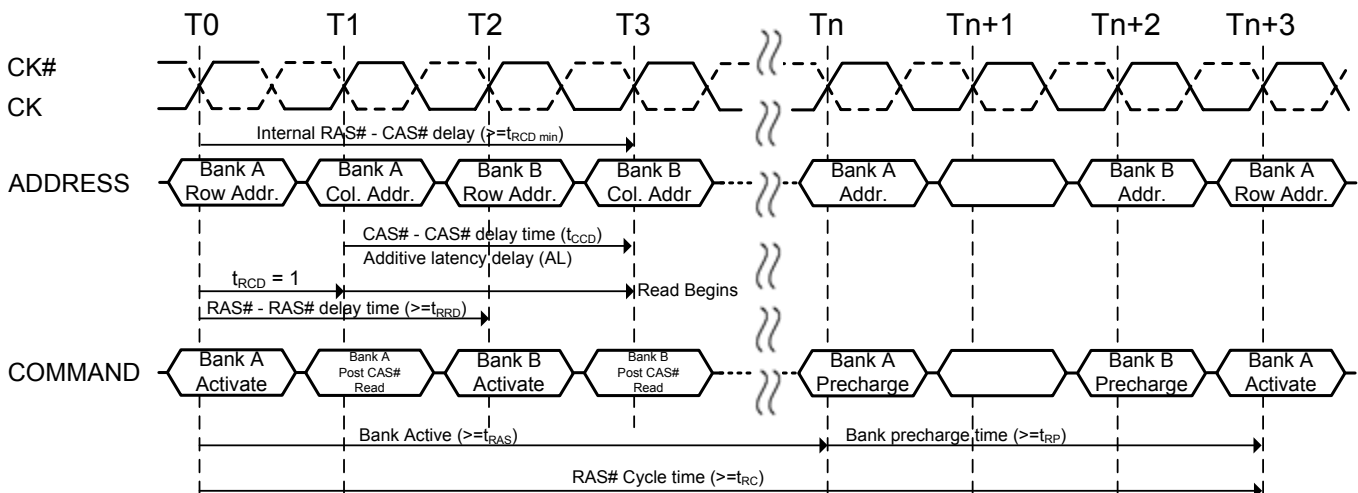 T0 T1 T2 T3 Tn Tn+1 Tn+2 Tn+3
CK#
CK
Internal RAS# - CAS# delay (>=tRCD min)
ADDRESS
Bank A Row Addr.
Bank A Col. Addr.
Bank B Row Addr.
Bank B Col. Addr
Bank A Addr.
Bank B Addr.
Bank A Row Addr.
CAS# - CAS# delay time (tCCD)
Additive latency delay (AL)
tRCD = 1
Read Begins
RAS# - RAS# delay time (>=tRRD)
COMMAND
Bank A Activate
Bank A Post CAS# Read
Bank B Activate
Bank B Post CAS# Read
Bank A Precharge
Bank B Precharge
Bank A Activate
Bank Active (>=tRAS)
Bank precharge time (>=tRP)
RAS# Cycle time (>=tRC)